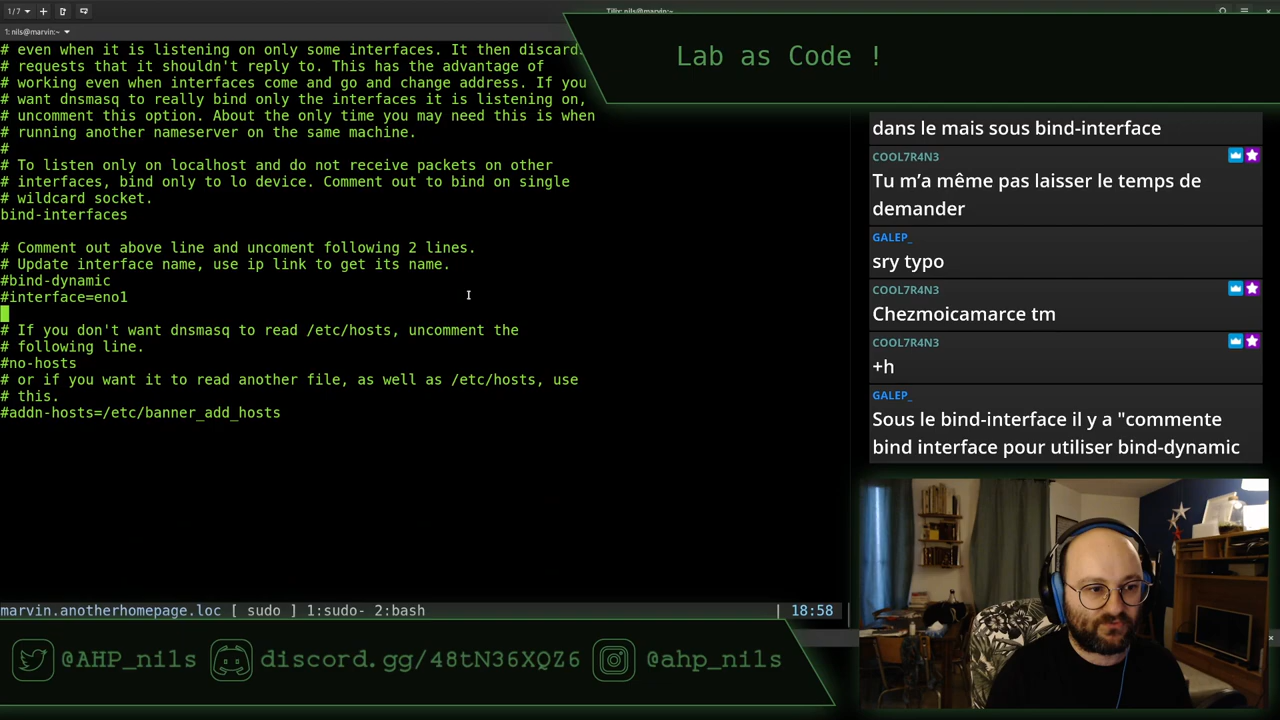 1/7
Tilix: nils@marvin:~
1: nils@marvin:~
# even when it is listening on only some interfaces. It then discard
# requests that it shouldn't reply to. This has the advantage of
# working even when interfaces come and go and change address. If you
# want dnsmasq to really bind only the interfaces it is listening on,
# uncomment this option. About the only time you may need this is when
# running another nameserver on the same machine.
#
# To listen only on localhost and do not receive packets on other
# interfaces, bind only to lo device. Comment out to bind on single
# wildcard socket.
bind-interfaces
# Comment out above line and uncoment following 2 lines.
# Update interface name, use ip link to get its name.
#bind-dynamic
#interface=eno1
# If you don't want dnsmasq to read /etc/hosts, uncomment the
# following line.
#no-hosts
# or if you want it to read another file, as well as /etc/hosts, use
# this.
#addn-hosts=/etc/banner_add_hosts
marvin.anotherhomepage.loc [ sudo ] 1:sudo- 2:bash | 18:58
Lab as Code !
dans le mais sous bind-interface
COOL7R4N3
Tu m’a même pas laisser le temps de
demander
GALEP_
sry typo
COOL7R4N3
Chezmoicamarce tm
COOL7R4N3
+h
GALEP_
Sous le bind-interface il y a "commente
bind interface pour utiliser bind-dynamic
@AHP_nils discord.gg/48tN36XQZ6 @ahp_nils